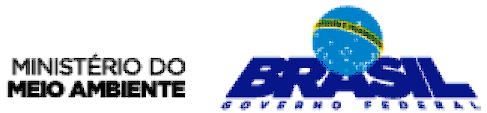 MINISTÉRIO DO
MEIO AMBIENTE
BRASIL
GOVERNO FEDERAL